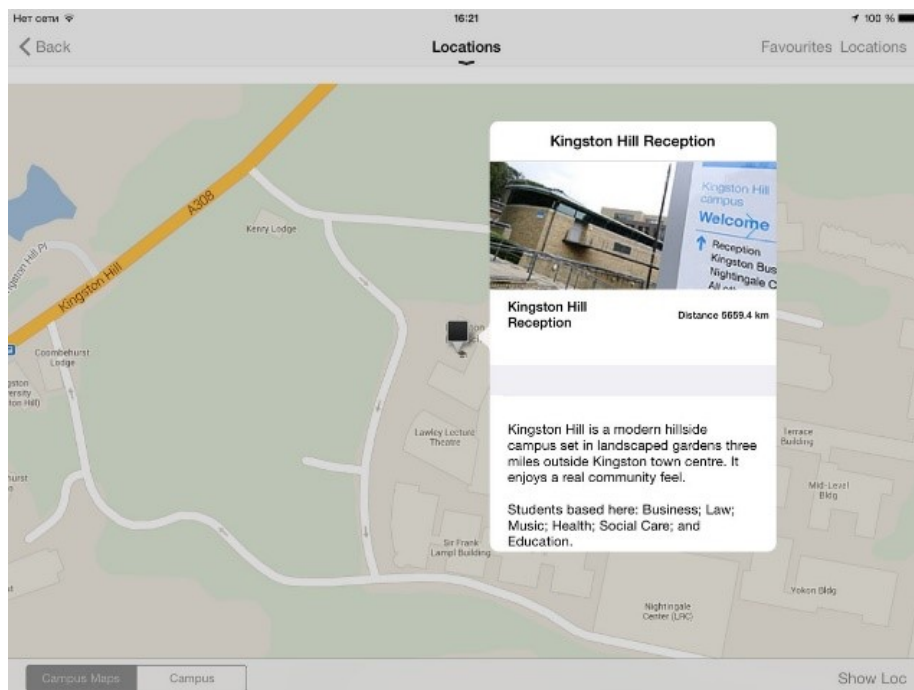 Нет сети
16:21
100 %
Back
Locations
Favourites Locations
Kingston Hill Reception
Kingston Hill
campus
Welcome
Reception
Kingston Bus
Nightingale C
Kingston Hill
Reception
Distance 5659.4 km
Kingston Hill is a modern hillside
campus set in landscaped gardens three
miles outside Kingston town centre. It
enjoys a real community feel.
Students based here: Business; Law;
Music; Health; Social Care; and
Education.
A308
Kingston Hill
Kenry Lodge
Coombehurst
Lodge
Lawley Lecture
Theatre
Terrace
Building
Mid-Level
Bldg
Sir Frank
Lampl Building
Yokon Bldg
Nightingale
Center (LRC)
Campus Maps
Campus
Show Loc